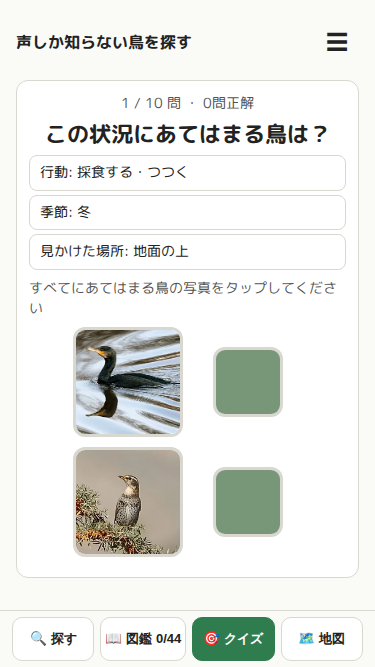 声しか知らない鳥を探す
1 / 10 問 · 0問正解
この状況にあてはまる鳥は？
行動: 採食する・つつく
季節: 冬
見かけた場所: 地面の上
すべてにあてはまる鳥の写真をタップしてくださ
い
🔍 探す
📖 図鑑 0/44
🎯 クイズ
🗺️ 地図